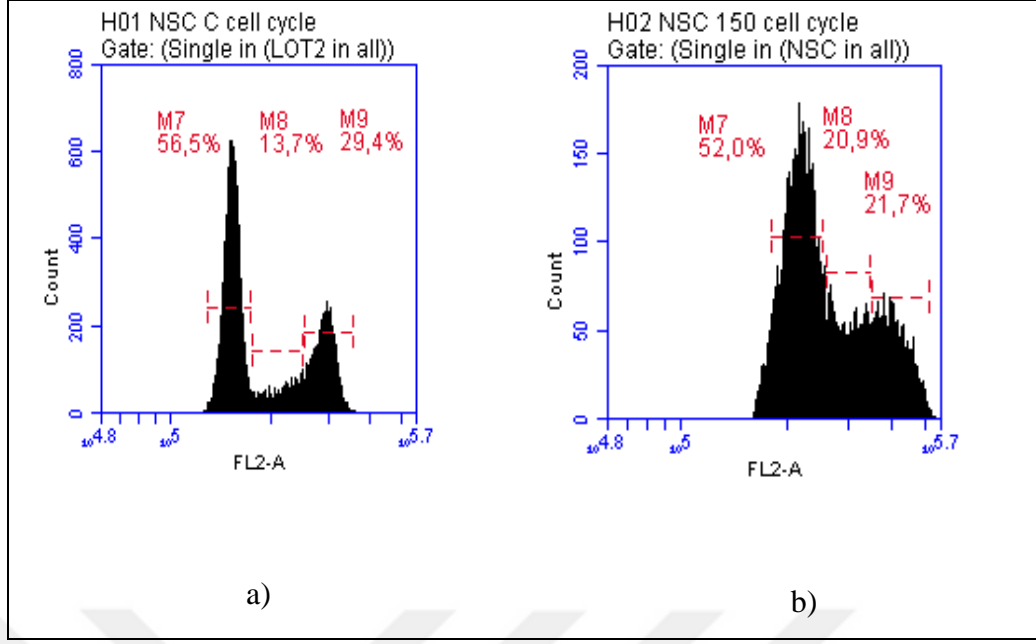 H01 NSC C cell cycle
Gate: (Single in (LOT2 in all))
800
600
400
200
0
Count
M7
56,5%
M8
13,7%
M9
29,4%
10 4.8
10 5
10 5.7
FL2-A
a)
H02 NSC 150 cell cycle
Gate: (Single in (NSC in all))
200
150
100
50
0
Count
M7
52,0%
M8
20,9%
M9
21,7%
10 4.8
10 5
10 5.7
FL2-A
b)